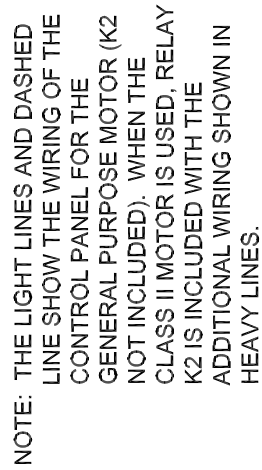 NOTE: THE LIGHT LINES AND DASHED
LINE SHOW THE WIRING OF THE
CONTROL PANEL FOR THE
GENERAL PURPOSE MOTOR (K2
NOT INCLUDED). WHEN THE
CLASS II MOTOR IS USED, RELAY
K2 IS INCLUDED WITH THE
ADDITIONAL WIRING SHOWN IN
HEAVY LINES.